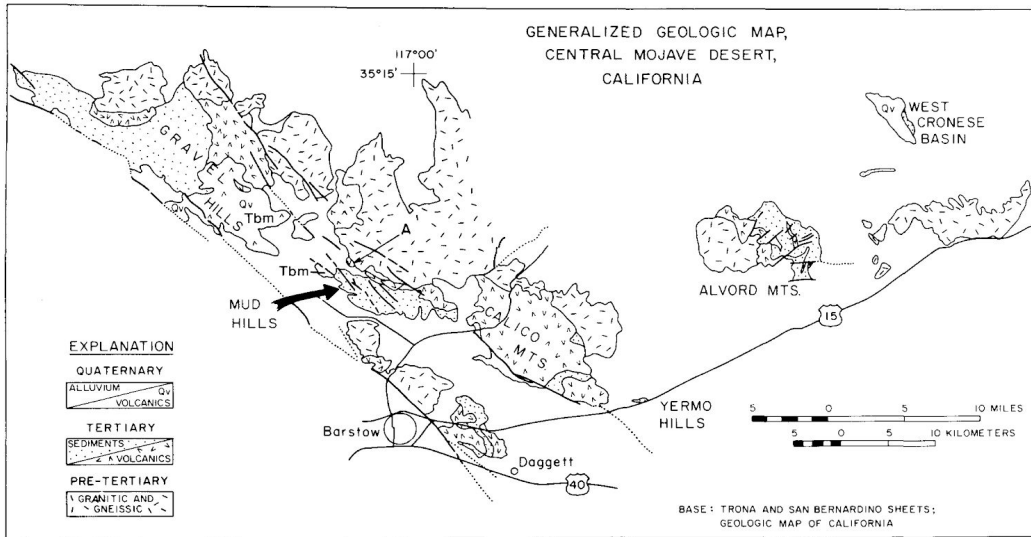 GENERALIZED GEOLOGIC MAP,
CENTRAL MOJAVE DESERT,
CALIFORNIA
117°00'
35°15'
Qv
WEST
CRONESE
BASIN
GRAVEL
HILLS
Qv
Tbm
Qv
A
Tbm
MUD
HILLS
CALICO
MTS.
ALVORD MTS.
15
EXPLANATION
QUATERNARY
ALLUVIUM
Qv
VOLCANICS
TERTIARY
SEDIMENTS
VOLCANICS
PRE-TERTIARY
GRANITIC AND
GNEISSIC
YERMO
HILLS
Barstow
Daggett
40
5 0 5 10 MILES
5 0 5 10 KILOMETERS
BASE: TRONA AND SAN BERNARDINO SHEETS;
GEOLOGIC MAP OF CALIFORNIA